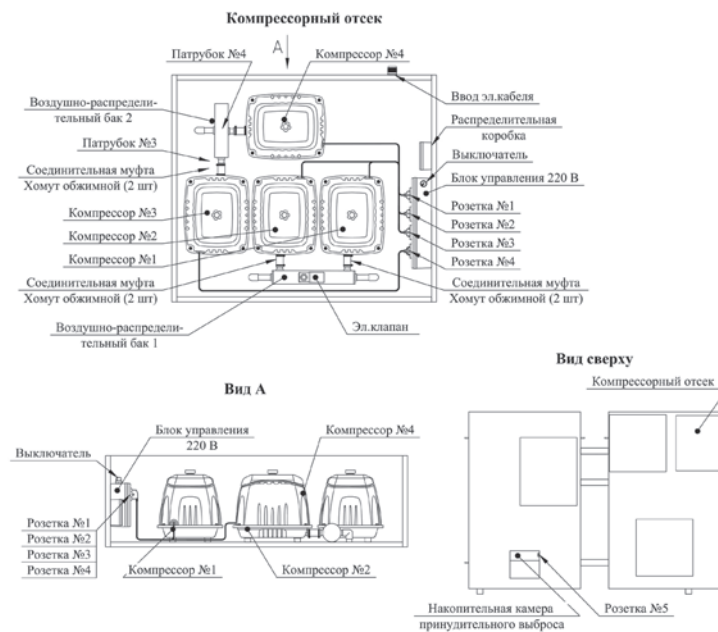 Компрессорный отсек
А
Патрубок №4
Компрессор №4
Воздушно-распредели-
тельный бак 2
Патрубок №3
Соединительная муфта
Хомут обжимной (2 шт)
Компрессор №3
Компрессор №2
Компрессор №1
Соединительная муфта
Хомут обжимной (2 шт)
Воздушно-распредели-
тельный бак 1
Эл.клапан
Ввод эл.кабеля
Распределительная
коробка
Выключатель
Блок управления 220 В
Розетка №1
Розетка №2
Розетка №3
Розетка №4
Соединительная муфта
Хомут обжимной (2 шт)
Вид А
Блок управления
220 В
Компрессор №4
Выключатель
Розетка №1
Розетка №2
Розетка №3
Розетка №4
Компрессор №1
Компрессор №2
Вид сверху
Компрессорный отсек
Накопительная камера
принудительного выброса
Розетка №5